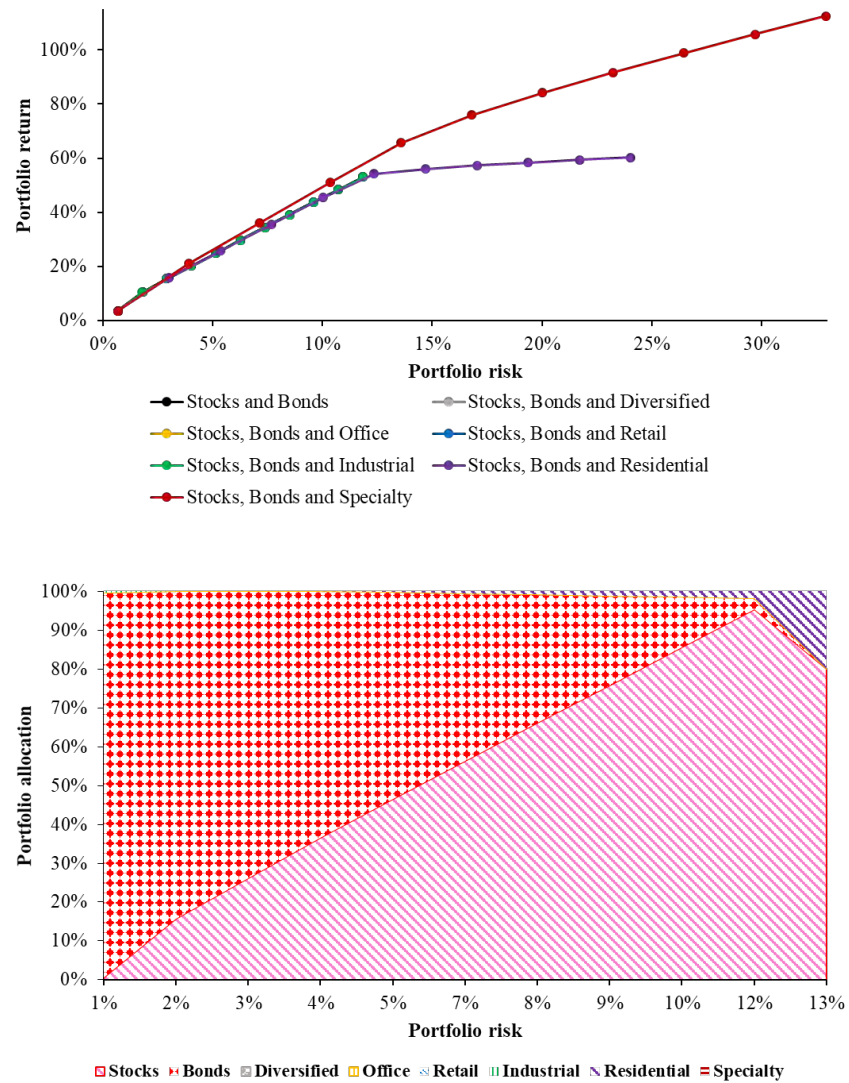 100%
80%
60%
40%
20%
0%
Portfolio return
0% 5% 10% 15% 20% 25% 30%
Portfolio risk
Stocks and Bonds Stocks, Bonds and Diversified
Stocks, Bonds and Office Stocks, Bonds and Retail
Stocks, Bonds and Industrial Stocks, Bonds and Residential
Stocks, Bonds and Specialty
100%
90%
80%
70%
60%
50%
40%
30%
20%
10%
0%
Portfolio allocation
1% 2% 3% 4% 5% 7% 8% 9% 10% 12% 13%
Portfolio risk
Stocks Bonds Diversified Office Retail Industrial Residential Specialty